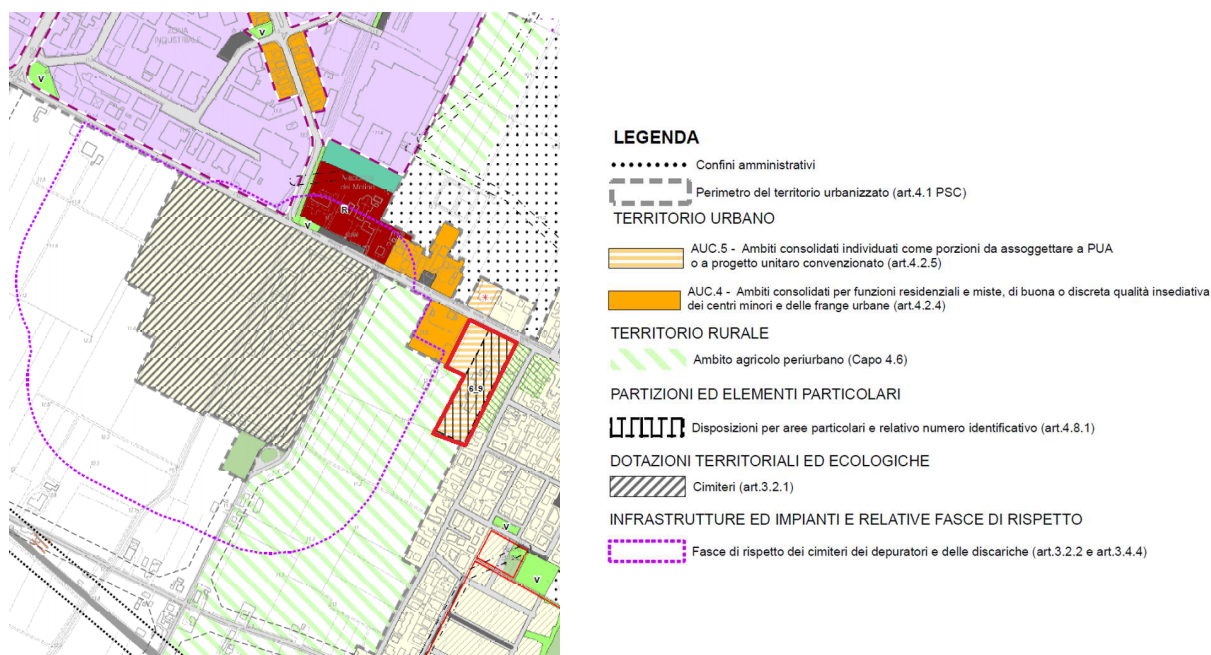 ZONA
INDUSTRIALE
V
V
V
R
6_9
V
V
LEGENDA
Confini amministrativi
Perimetro del territorio urbanizzato (art.4.1 PSC)
TERRITORIO URBANO
AUC.5 - Ambiti consolidati individuati come porzioni da assoggettare a PUA
o a progetto unitaro convenzionato (art.4.2.5)
AUC.4 - Ambiti consolidati per funzioni residenziali e miste, di buona o discreta qualità insediativa
dei centri minori e delle frange urbane (art.4.2.4)
TERRITORIO RURALE
Ambito agricolo periurbano (Capo 4.6)
PARTIZIONI ED ELEMENTI PARTICOLARI
Disposizioni per aree particolari e relativo numero identificativo (art.4.8.1)
DOTAZIONI TERRITORIALI ED ECOLOGICHE
Cimiteri (art.3.2.1)
INFRASTRUTTURE ED IMPIANTI E RELATIVE FASCE DI RISPETTO
Fasce di rispetto dei cimiteri dei depuratori e delle discariche (art.3.2.2 e art.3.4.4)